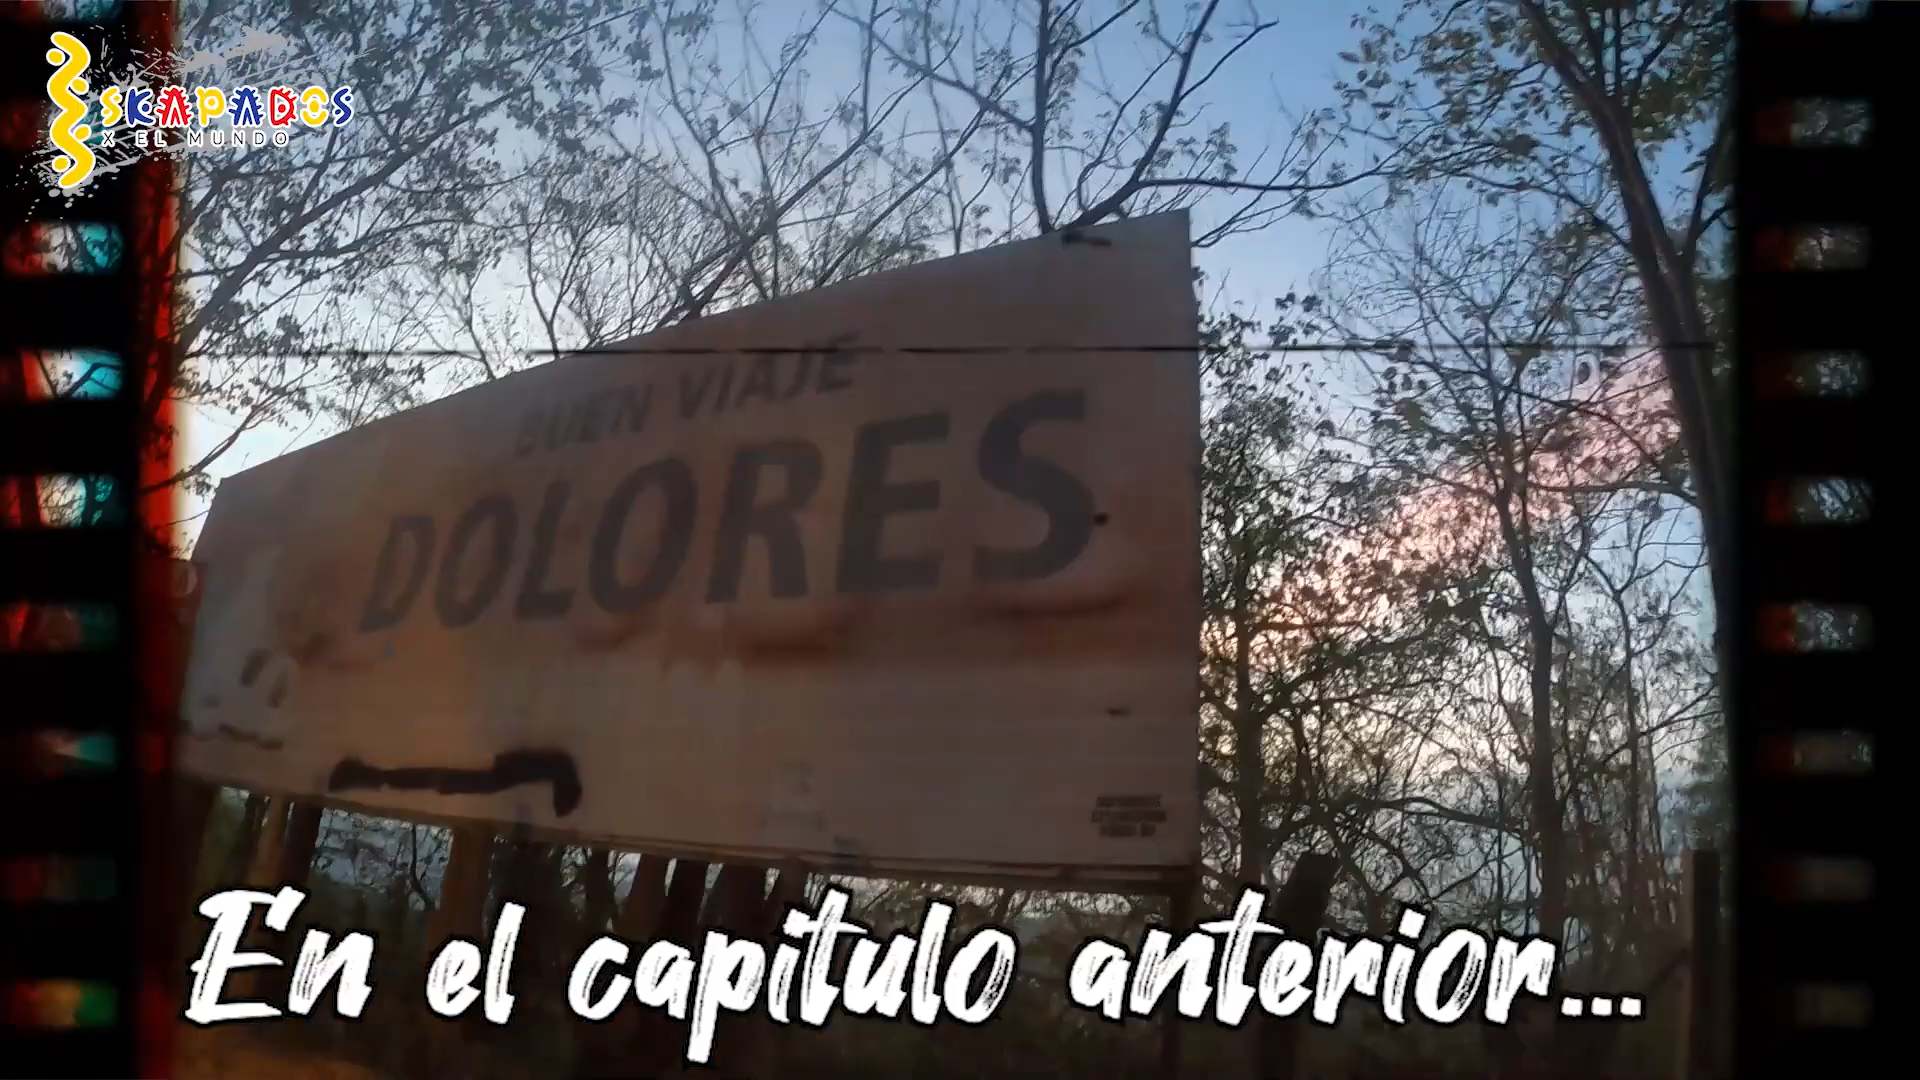 SKAPADOS
X EL MUNDO
BUEN VIAJE
DOLORES
En el capitulo anterior...